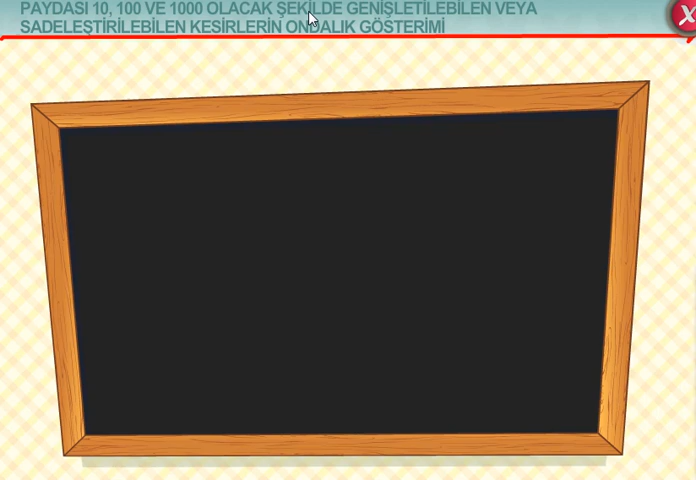 PAYDASI 10, 100 VE 1000 OLACAK ŞEKİLDE GENİŞLETİLEBİLEN VEYA
SADELEŞTİRİLEBİLEN KESİRLERİN ONDALIK GÖSTERİMİ
X